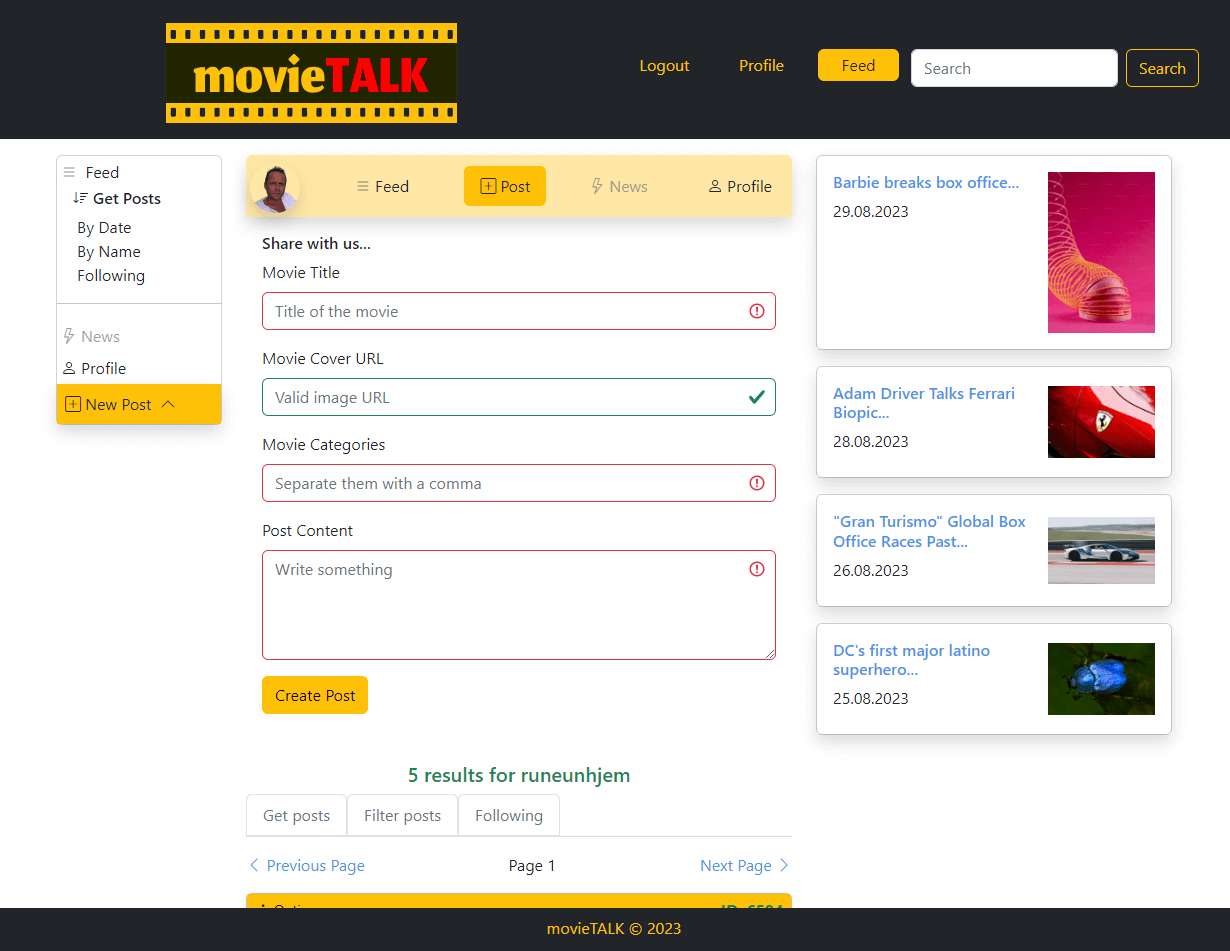 movieTALK
Logout
Profile
Feed
Search
Search
Feed
Get Posts
By Date
By Name
Following
News
Profile
New Post
Feed
Post
News
Profile
Share with us...
Movie Title
Title of the movie
Movie Cover URL
Valid image URL
Movie Categories
Separate them with a comma
Post Content
Write something
Create Post
5 results for runeunhjem
Get posts
Filter posts
Following
Previous Page
Page 1
Next Page
Barbie breaks box office...
29.08.2023
Adam Driver Talks Ferrari
Biopic...
28.08.2023
"Gran Turismo" Global Box
Office Races Past...
26.08.2023
DC's first major latino
superhero...
25.08.2023
movieTALK © 2023